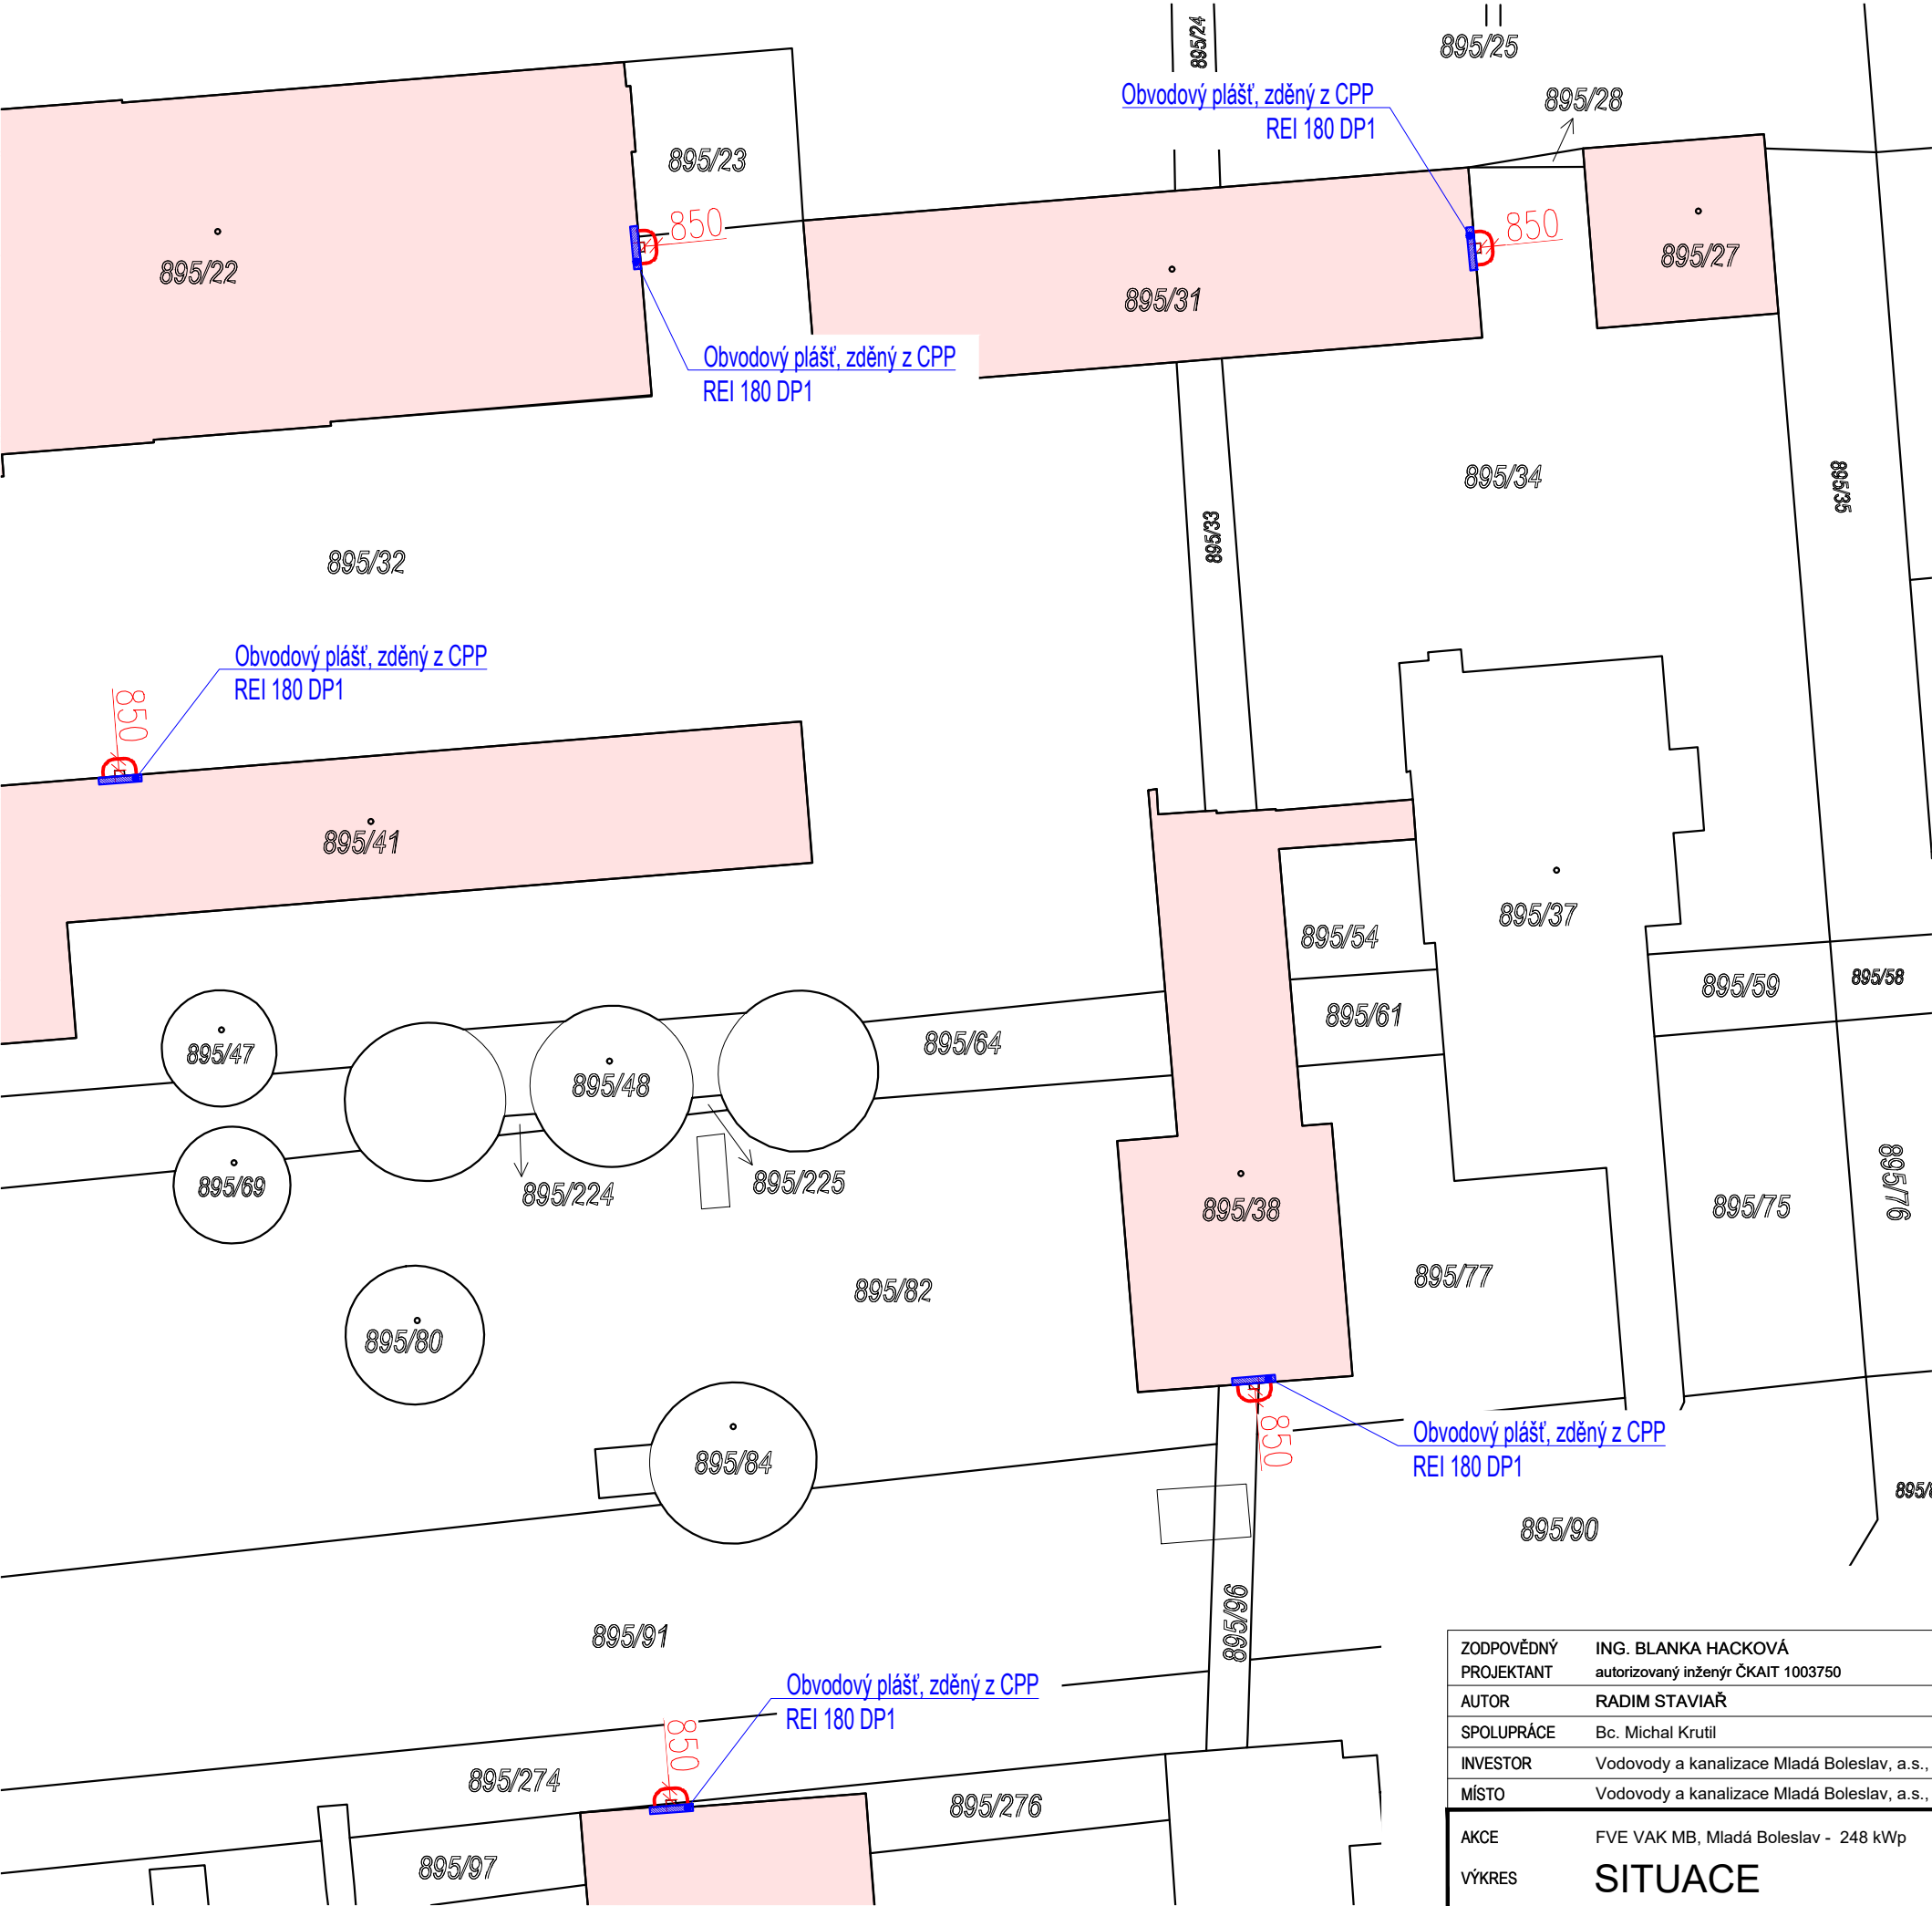 895/24
895/25
Obvodový plášť, zděný z CPP
REI 180 DP1
895/28
895/23
850
850
895/22
895/31
895/27
Obvodový plášť, zděný z CPP
REI 180 DP1
895/34
895/35
895/33
895/32
Obvodový plášť, zděný z CPP
REI 180 DP1
850
895/41
895/37
895/54
895/59
895/58
895/61
895/64
895/47
895/48
895/69
895/224
895/225
895/38
895/75
895/76
895/77
895/82
895/80
Obvodový plášť, zděný z CPP
REI 180 DP1
850
895/84
895/90
895/96
895/91
Obvodový plášť, zděný z CPP
REI 180 DP1
850
895/274
895/276
895/97
ZODPOVĚDNÝ ING. BLANKA HACKOVÁ
PROJEKTANT autorizovaný inženýr ČKAIT 1003750
AUTOR RADIM STAVIAŘ
SPOLUPRÁCE Bc. Michal Krutil
INVESTOR Vodovody a kanalizace Mladá Boleslav, a.s.,
MÍSTO Vodovody a kanalizace Mladá Boleslav, a.s.,
AKCE FVE VAK MB, Mladá Boleslav - 248 kWp
VÝKRES SITUACE